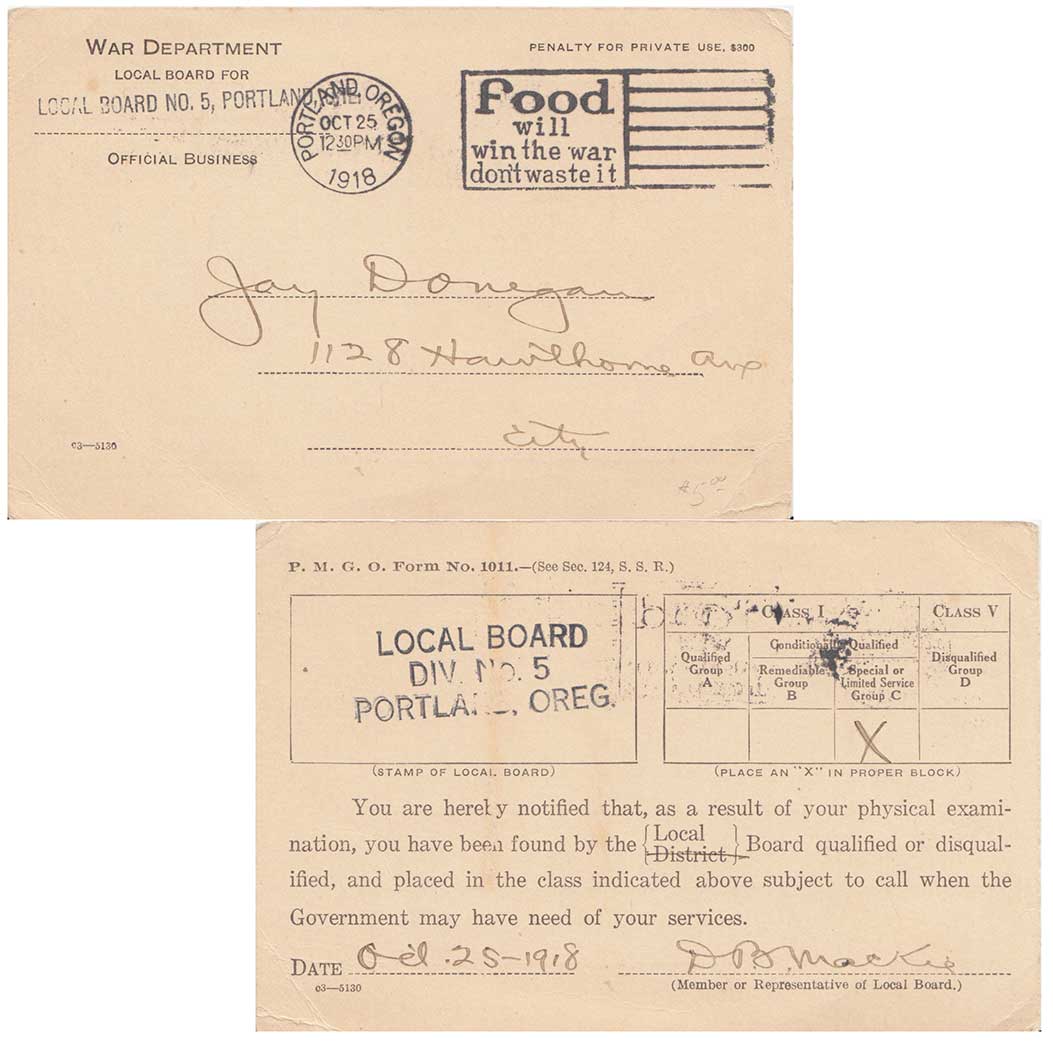 WAR DEPARTMENT
LOCAL BOARD FOR
LOCAL BOARD NO. 5, PORTLAND,
OFFICIAL BUSINESS
PENALTY FOR PRIVATE USE, $300
PORTLAND, OREGON
OCT 25
12 30 PM
1918
Food
will
win the war
don't waste it
Jay Donegan
1128 Hawthorne Ave
City
c3—5130
$5.00
P. M. G. O. Form No. 1011.—(See Sec. 124, S. S. R.)
LOCAL BOARD
DIV. NO. 5
PORTLAND, OREG.
(STAMP OF LOCAL BOARD)
CLASS I CLASS V
Qualified Group A
Conditionally Qualified
Remediable Group B
Special or Limited Service Group C
Disqualified Group D
X
(PLACE AN "X" IN PROPER BLOCK)
You are hereby notified that, as a result of your physical exami-
nation, you have been found by the {Local District} Board qualified or disqual-
ified, and placed in the class indicated above subject to call when the
Government may have need of your services.
DATE Oct. 25-1918 D B. Mackie
(Member or Representative of Local Board.)
c3—5130